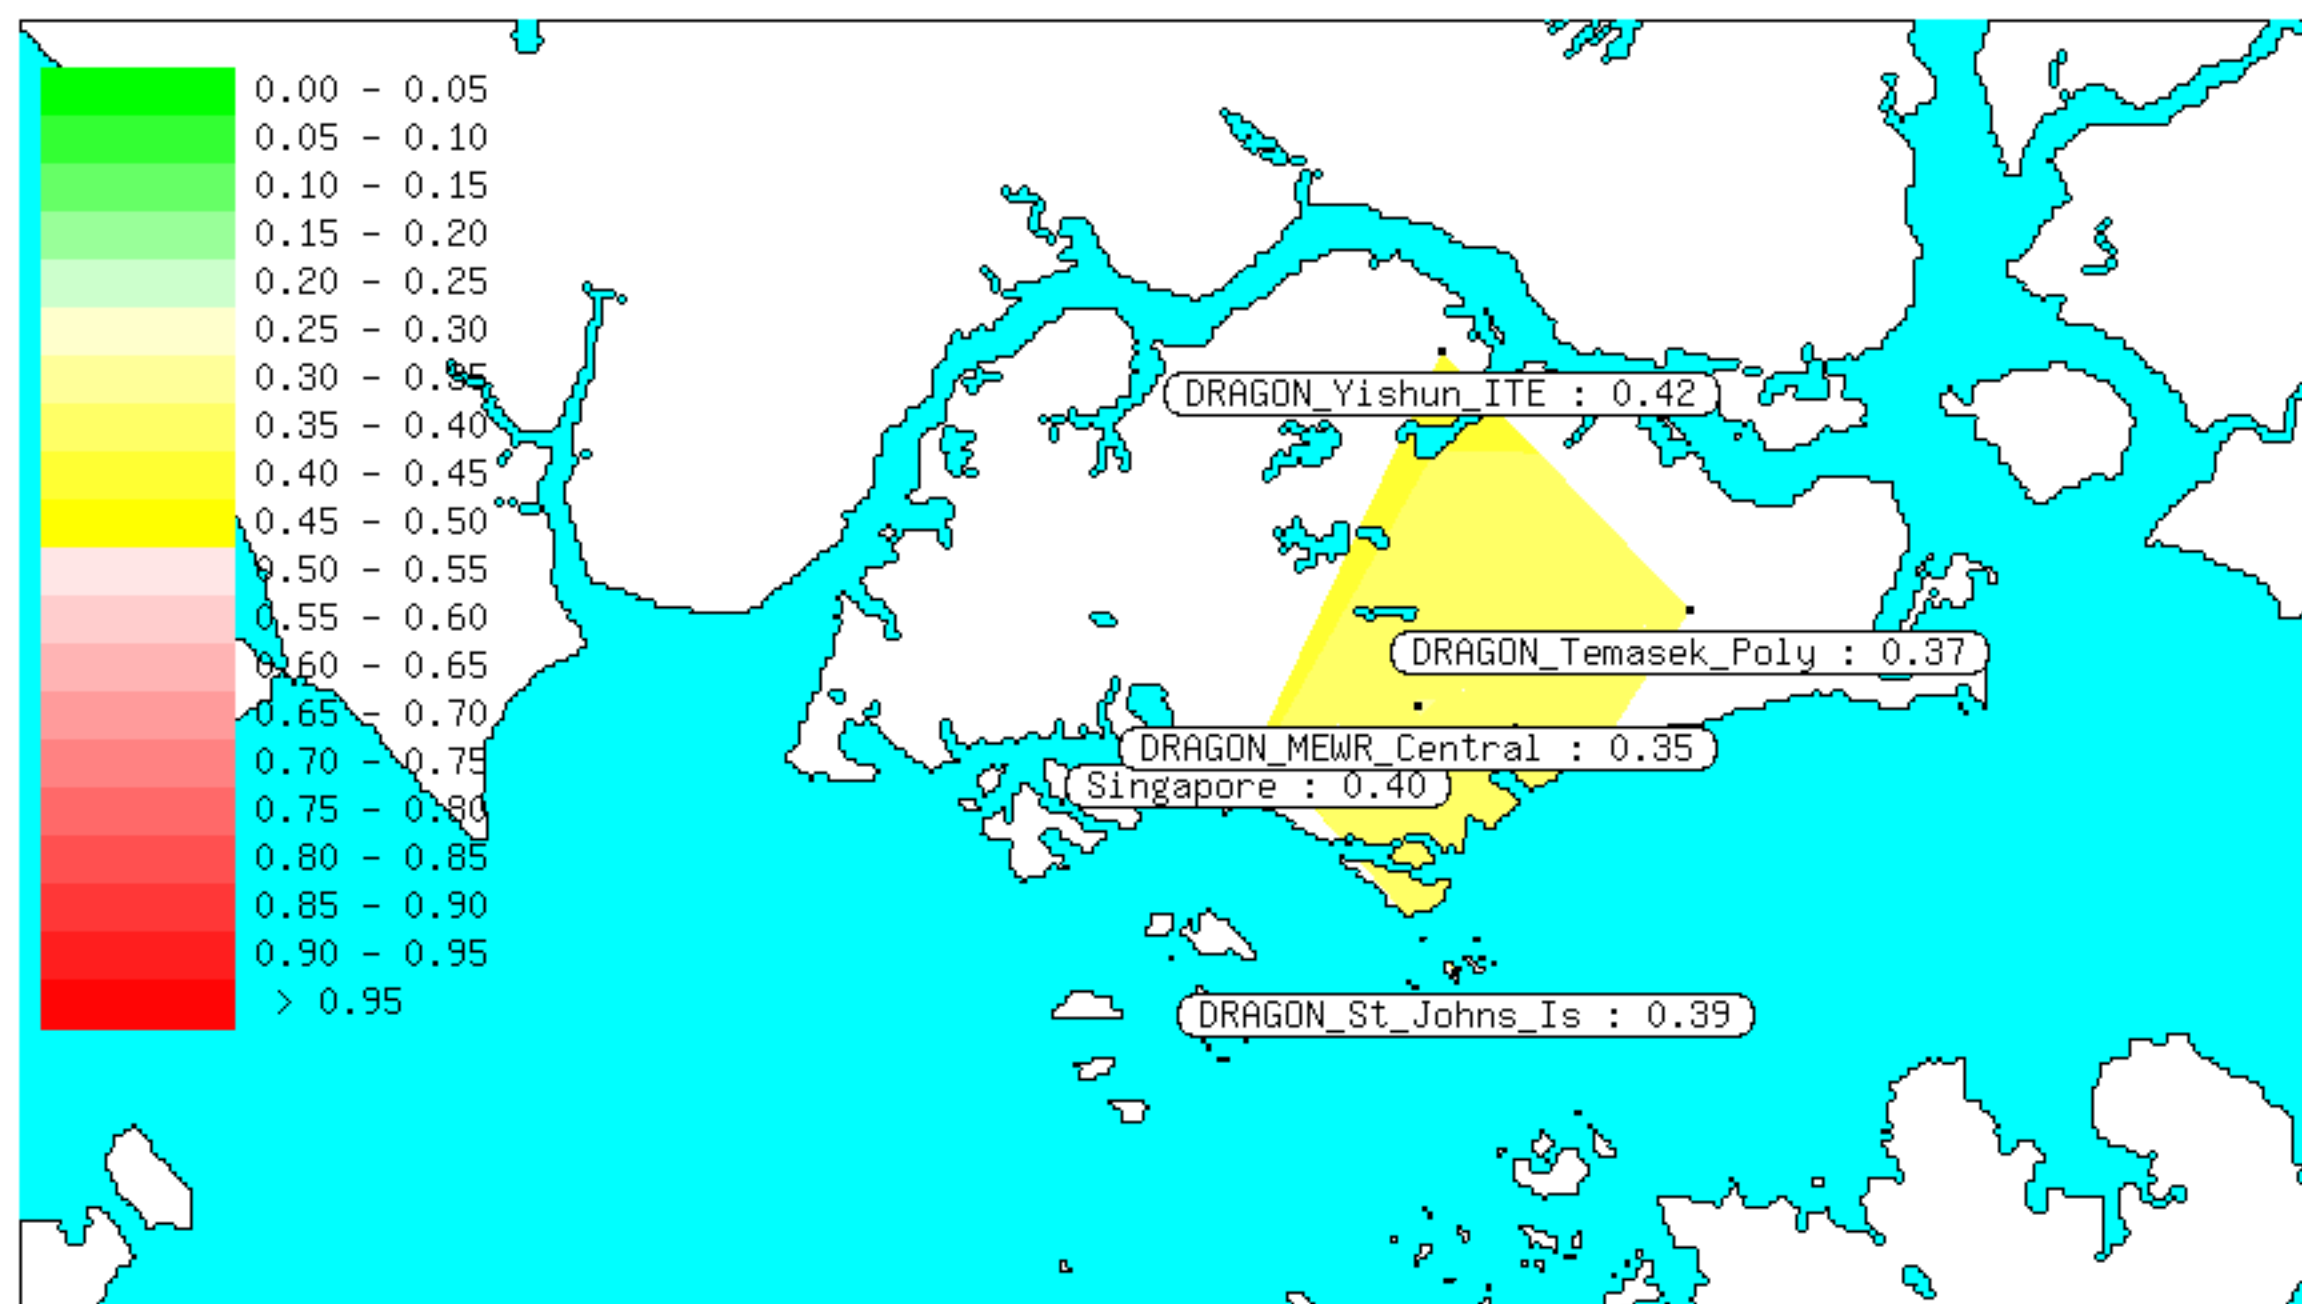 0.00 - 0.05
0.05 - 0.10
0.10 - 0.15
0.15 - 0.20
0.20 - 0.25
0.25 - 0.30
0.30 - 0.35
0.35 - 0.40
0.40 - 0.45
0.45 - 0.50
0.50 - 0.55
0.55 - 0.60
0.60 - 0.65
0.65 - 0.70
0.70 - 0.75
0.75 - 0.80
0.80 - 0.85
0.85 - 0.90
0.90 - 0.95
> 0.95
DRAGON_Yishun_ITE : 0.42
DRAGON_Temasek_Poly : 0.37
DRAGON_MEWR_Central : 0.35
Singapore : 0.40
DRAGON_St_Johns_Is : 0.39